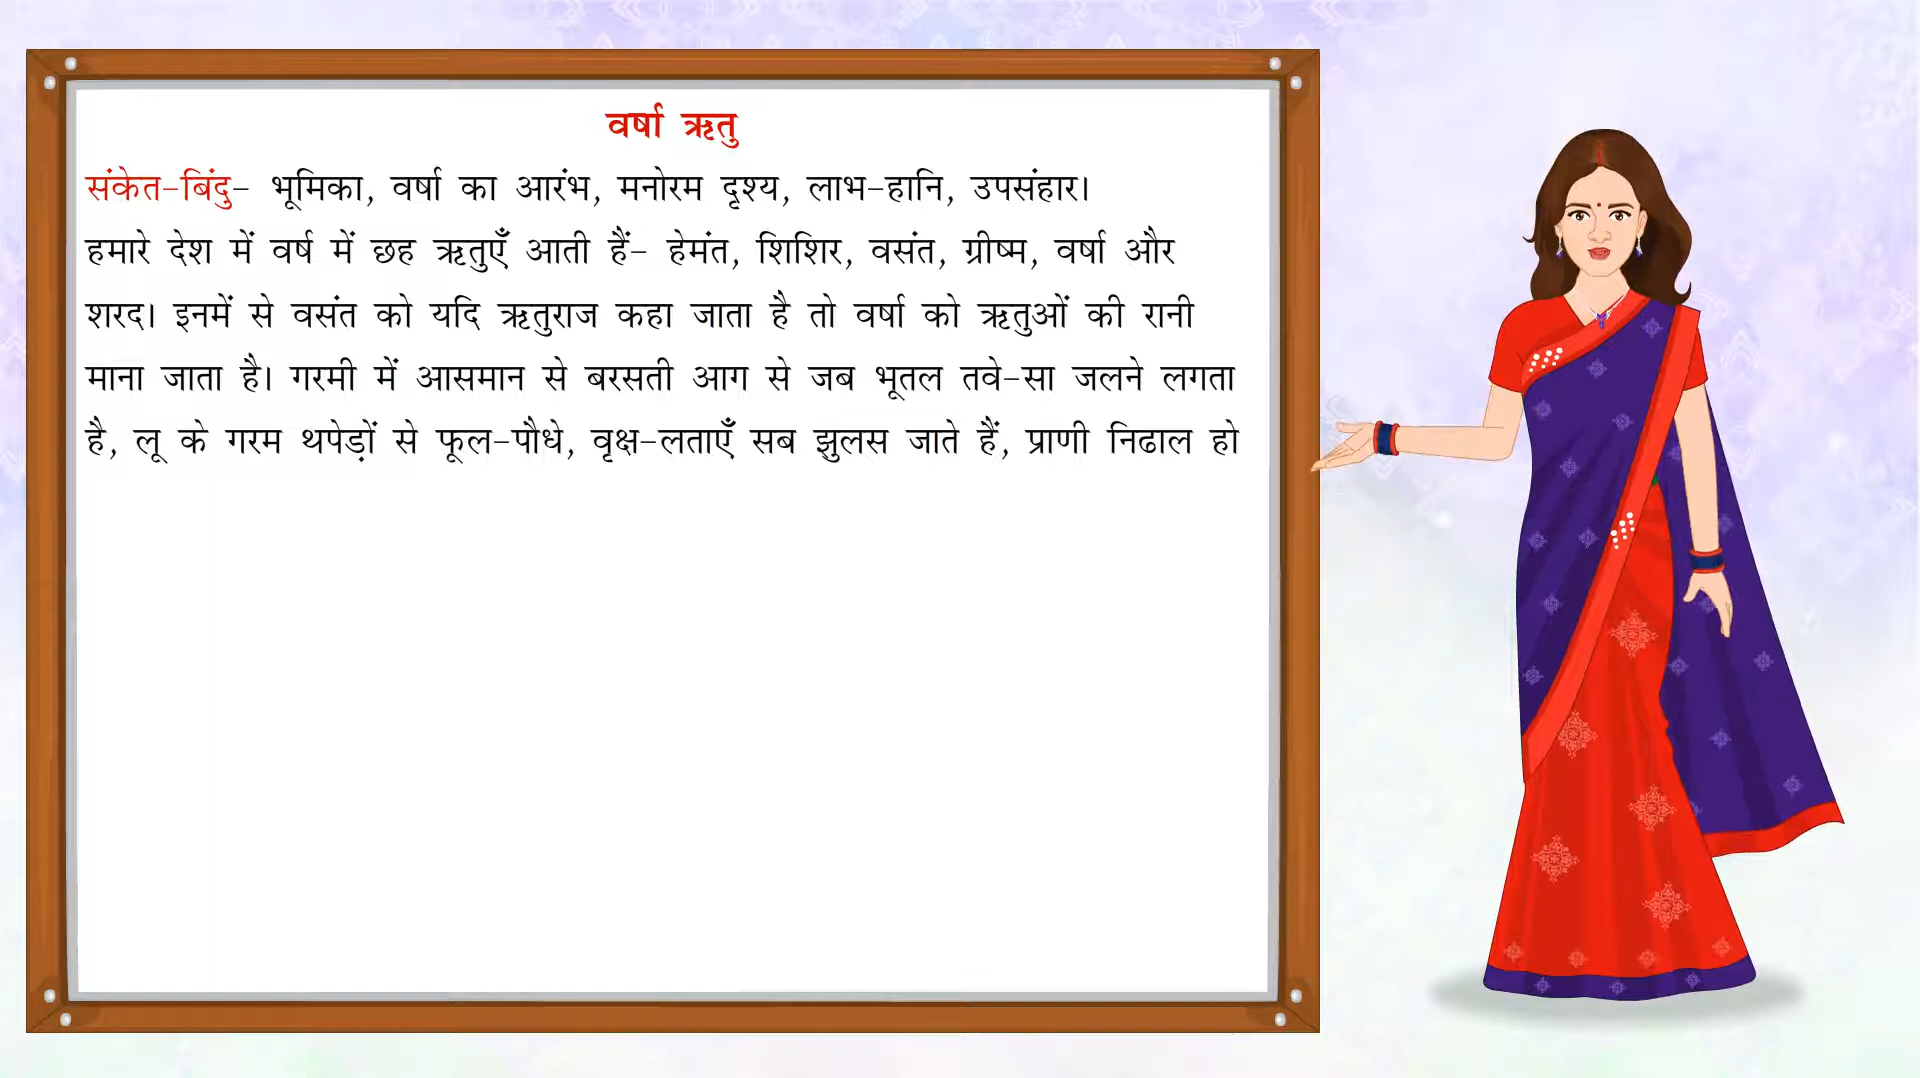 वर्षा ऋतु
संकेत-बिंदु- भूमिका, वर्षा का आरंभ, मनोरम दृश्य, लाभ-हानि, उपसंहार।
हमारे देश में वर्ष में छह ऋतुएँ आती हैं- हेमंत, शिशिर, वसंत, ग्रीष्म, वर्षा और
शरद। इनमें से वसंत को यदि ऋतुराज कहा जाता है तो वर्षा को ऋतुओं की रानी
माना जाता है। गरमी में आसमान से बरसती आग से जब भूतल तवे-सा जलने लगता
है, लू के गरम थपेड़ों से फूल-पौधे, वृक्ष-लताएँ सब झुलस जाते हैं, प्राणी निढाल हो